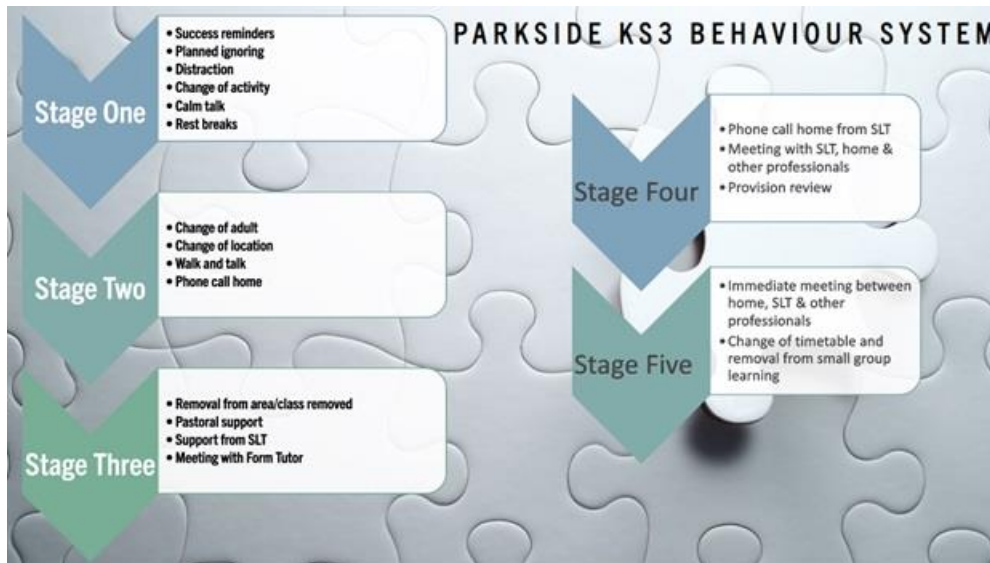 PARKSIDE KS3 BEHAVIOUR SYSTEM
Stage One
• Success reminders
• Planned ignoring
• Distraction
• Change of activity
• Calm talk
• Rest breaks
Stage Two
• Change of adult
• Change of location
• Walk and talk
• Phone call home
Stage Three
• Removal from area/class removed
• Pastoral support
• Support from SLT
• Meeting with Form Tutor
Stage Four
• Phone call home from SLT
• Meeting with SLT, home &
other professionals
• Provision review
Stage Five
• Immediate meeting between
home, SLT & other
professionals
• Change of timetable and
removal from small group
learning